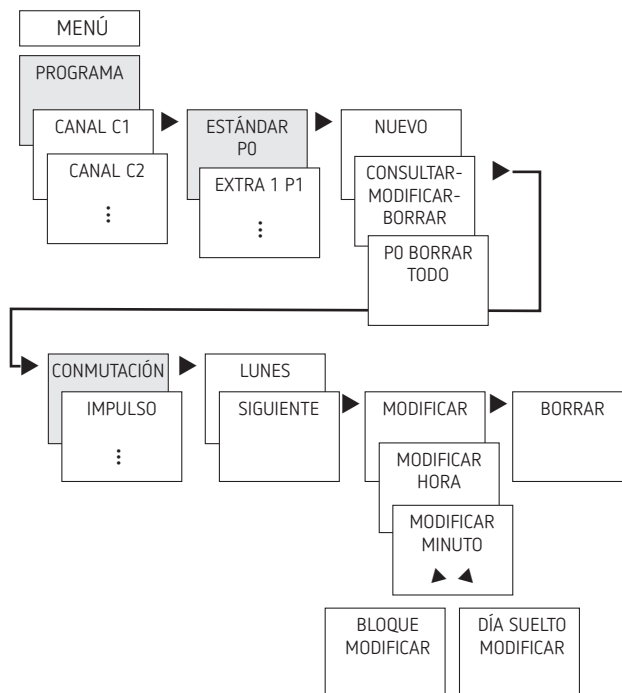 MENÚ
PROGRAMA
CANAL C1
CANAL C2
ESTÁNDAR
P0
EXTRA 1 P1
NUEVO
CONSULTAR-
MODIFICAR-
BORRAR
P0 BORRAR
TODO
CONMUTACIÓN
IMPULSO
LUNES
SIGUIENTE
MODIFICAR
MODIFICAR
HORA
MODIFICAR
MINUTO
BORRAR
BLOQUE
MODIFICAR
DÍA SUELTO
MODIFICAR